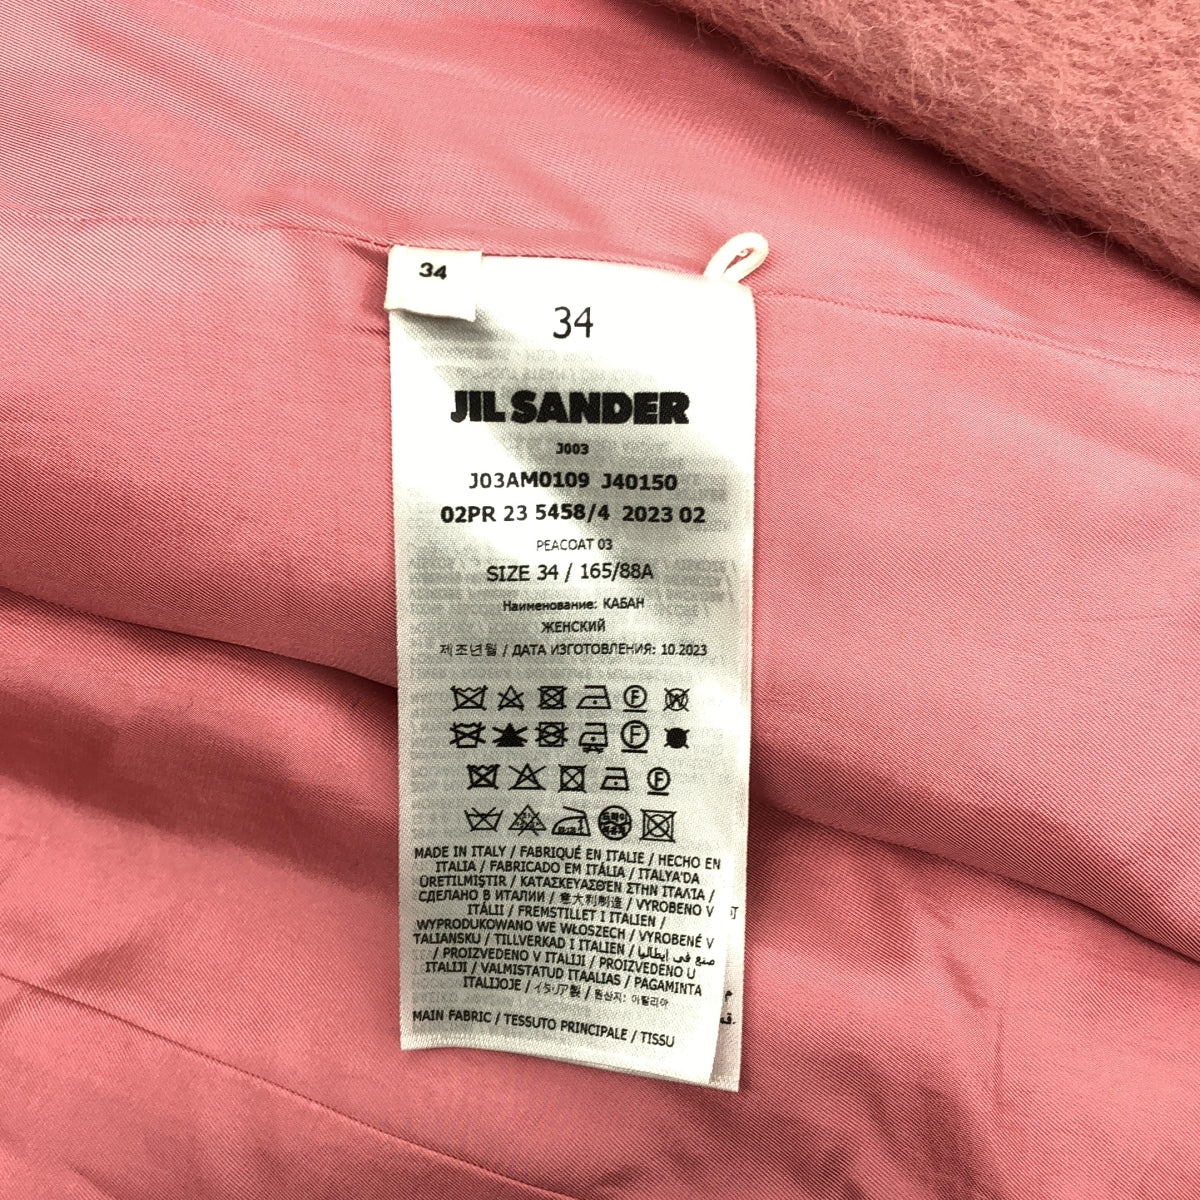 34
34
JIL SANDER
J003
J03AM0109 J40150
02PR 23 5458/4 2023 02
PEACOAT 03
SIZE 34 / 165/88A
Наименование: КАБАН
ЖЕНСКИЙ
제조년월 / ДАТА ИЗГОТОВЛЕНИЯ: 10.2023
MADE IN ITALY / FABRIQUÉ EN ITALIE / HECHO EN
ITALIA / FABRICADO EM ITÁLIA / ITALYA'DA
ÜRETILMIŞTIR / ΚΑΤΑΣΚΕΥΑΣΘΕΝ ΣΤΗΝ ΙΤΑΛΙΑ /
СДЕЛАНО В ИТАЛИИ / 意大利制造 / VYROBENO V
ITÁLII / FREMSTILLET I ITALIEN /
WYPRODUKOWANO WE WŁOSZECH / VYROBENÉ V
TALIANSKU / TILLVERKAD I ITALIEN / صنع في ايطاليا
/ PROIZVEDENO V ITALIJI / PROIZVEDENO U
ITALIJI / VALMISTATUD ITAALIAS / PAGAMINTA
ITALIJOJE / イタリア製 / 원산지: 이탈리아
MAIN FABRIC / TESSUTO PRINCIPALE / TISSU